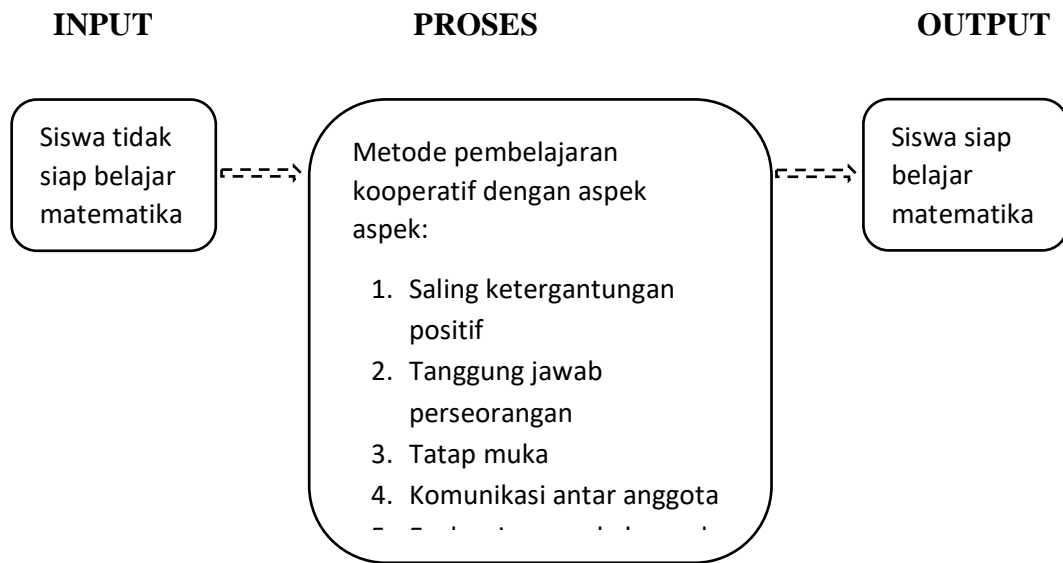 INPUT PROSES OUTPUT
Siswa tidak
siap belajar
matematika
Metode pembelajaran
kooperatif dengan aspek
aspek:
1. Saling ketergantungan
positif
2. Tanggung jawab
perseorangan
3. Tatap muka
4. Komunikasi antar anggota
Siswa siap
belajar
matematika